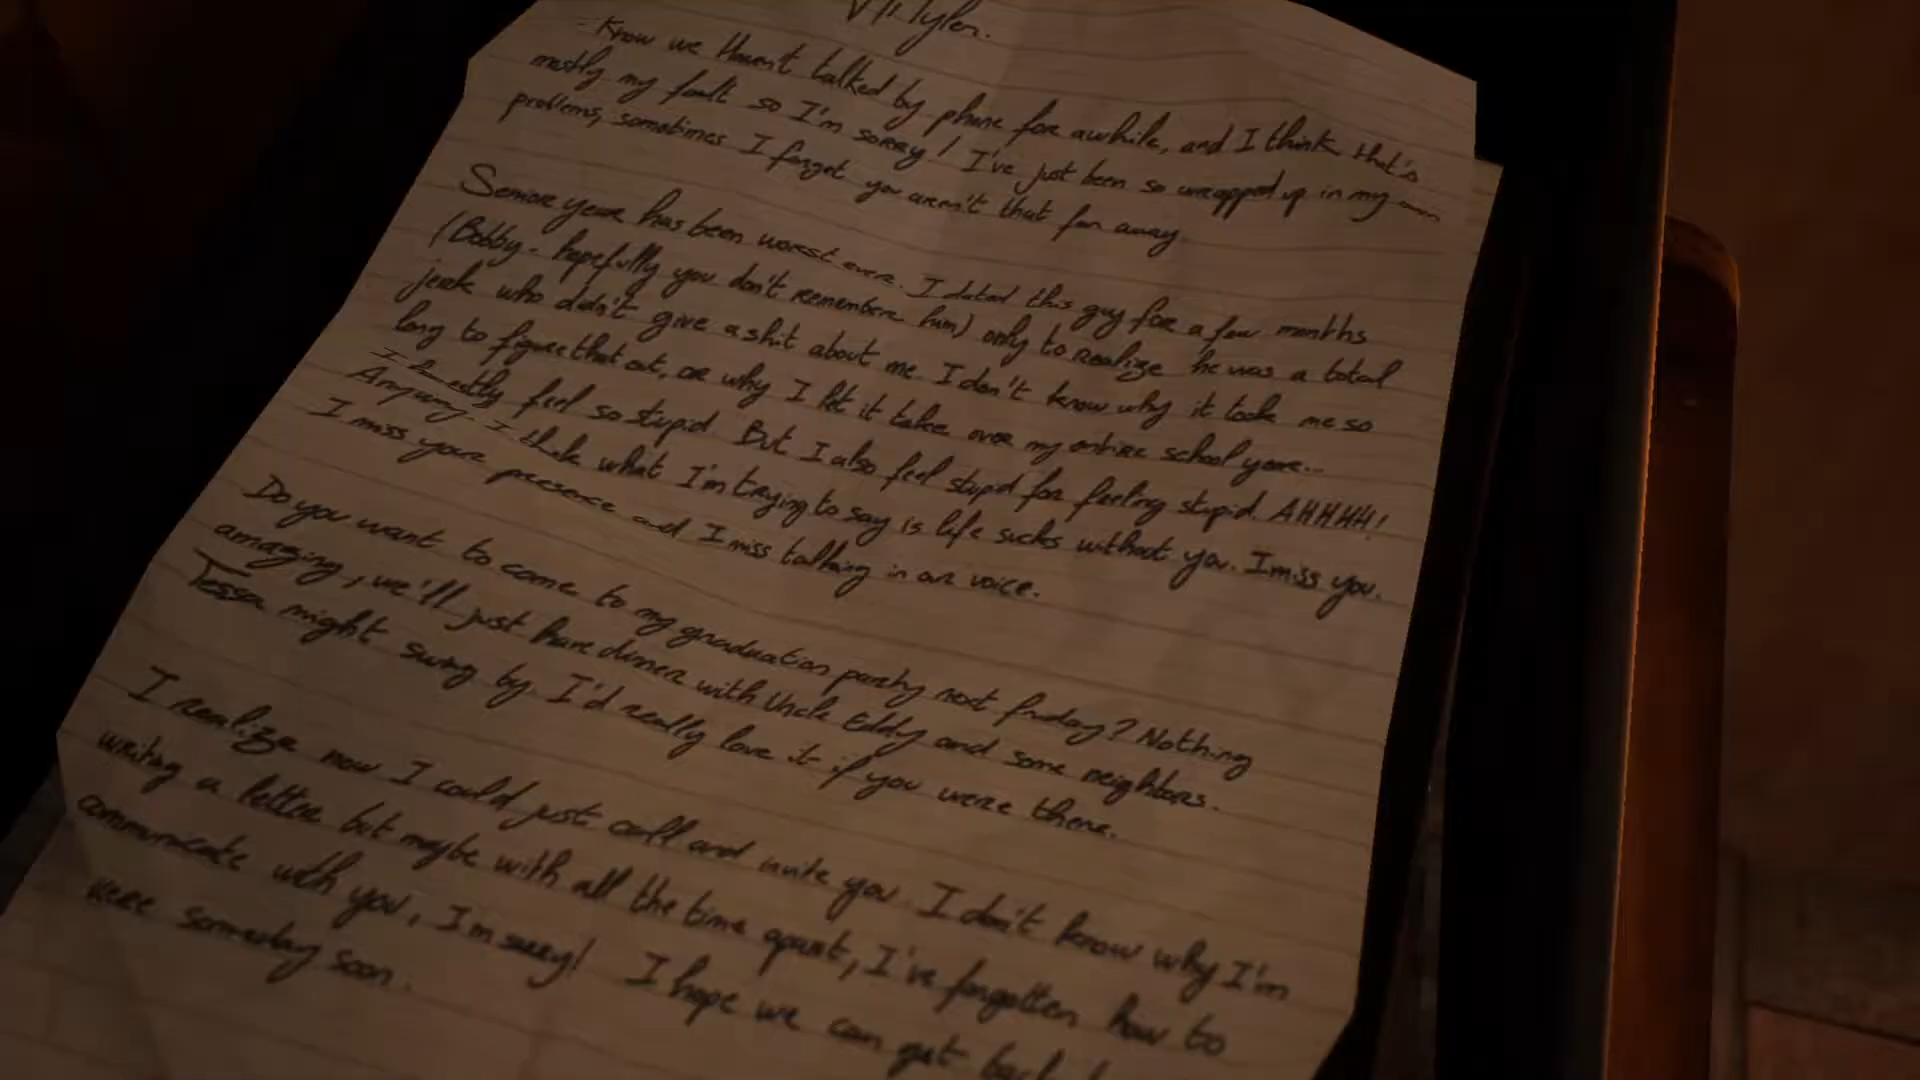 Tyler.
Know we Haven't talked by phone for awhile, and I think that's
mostly my fault so I'm sorry! I've just been so wrapped up in my own
problems, sometimes I forget you aren't that far away.
Senior year has been worst ever. I dated this guy for a few months
(Bobby - hopefully you don't remember him) only to realize he was a total
jerk who didn't give a shit about me. I don't know why it took me so
long to figure that out, or why I let it take over my entire school year...
I honestly feel so stupid. But I also feel stupid for feeling stupid. AHHHH!
Anyway I think what I'm trying to say is life sucks without you. I miss you.
I miss your presence and I miss talking in our voice.
Do you want to come to my graduation party next friday? Nothing
amazing, we'll just have dinner with Uncle Eddy and some neighbors.
Tessa might swing by. I'd really love it if you were there.
I realize now I could just call and invite you. I don't know why I'm
writing a letter but maybe with all the time apart, I've forgotten how to
communicate with you, I'm sorry! I hope we can get back
were someday soon.